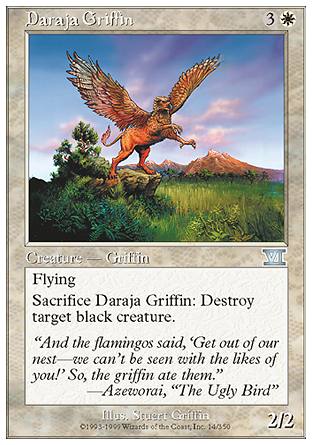 Daraja Griffin 3
Creature — Griffin VI
Flying
Sacrifice Daraja Griffin: Destroy
target black creature.
"And the flamingos said, 'Get out of our
nest—we can't be seen with the likes of
you!' So, the griffin ate them."
—Azeworai, "The Ugly Bird"
Illus. Stuart Griffin
2/2
©1993-1999 Wizards of the Coast, Inc. 14/350